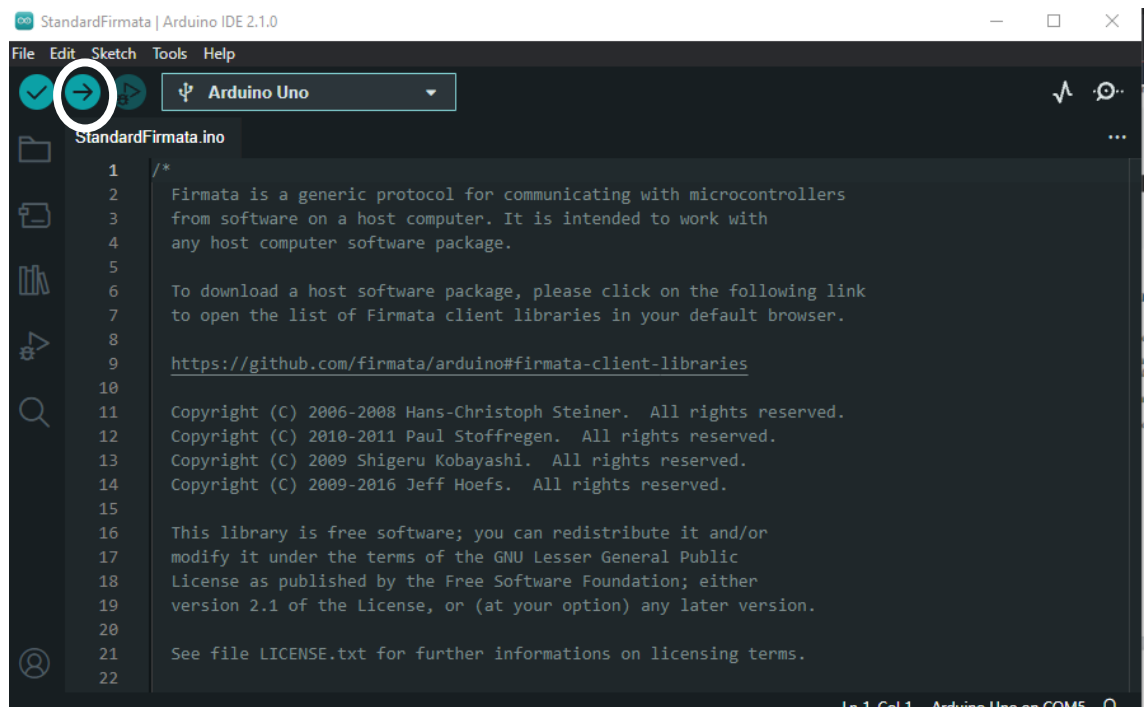 StandardFirmata | Arduino IDE 2.1.0
File Edit Sketch Tools Help
Arduino Uno
StandardFirmata.ino
1 /*
2 Firmata is a generic protocol for communicating with microcontrollers
3 from software on a host computer. It is intended to work with
4 any host computer software package.
5
6 To download a host software package, please click on the following link
7 to open the list of Firmata client libraries in your default browser.
8
9 https://github.com/firmata/arduino#firmata-client-libraries
10
11 Copyright (C) 2006-2008 Hans-Christoph Steiner.  All rights reserved.
12 Copyright (C) 2010-2011 Paul Stoffregen.  All rights reserved.
13 Copyright (C) 2009 Shigeru Kobayashi.  All rights reserved.
14 Copyright (C) 2009-2016 Jeff Hoefs.  All rights reserved.
15
16 This library is free software; you can redistribute it and/or
17 modify it under the terms of the GNU Lesser General Public
18 License as published by the Free Software Foundation; either
19 version 2.1 of the License, or (at your option) any later version.
20
21 See file LICENSE.txt for further informations on licensing terms.
22
Ln 1, Col 1 Arduino Uno on COM5